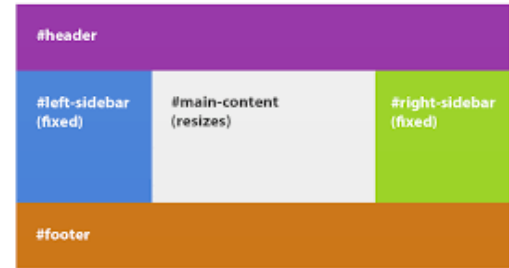 #header
#left-sidebar
(fixed)
#main-content
(resizes)
#right-sidebar
(fixed)
#footer